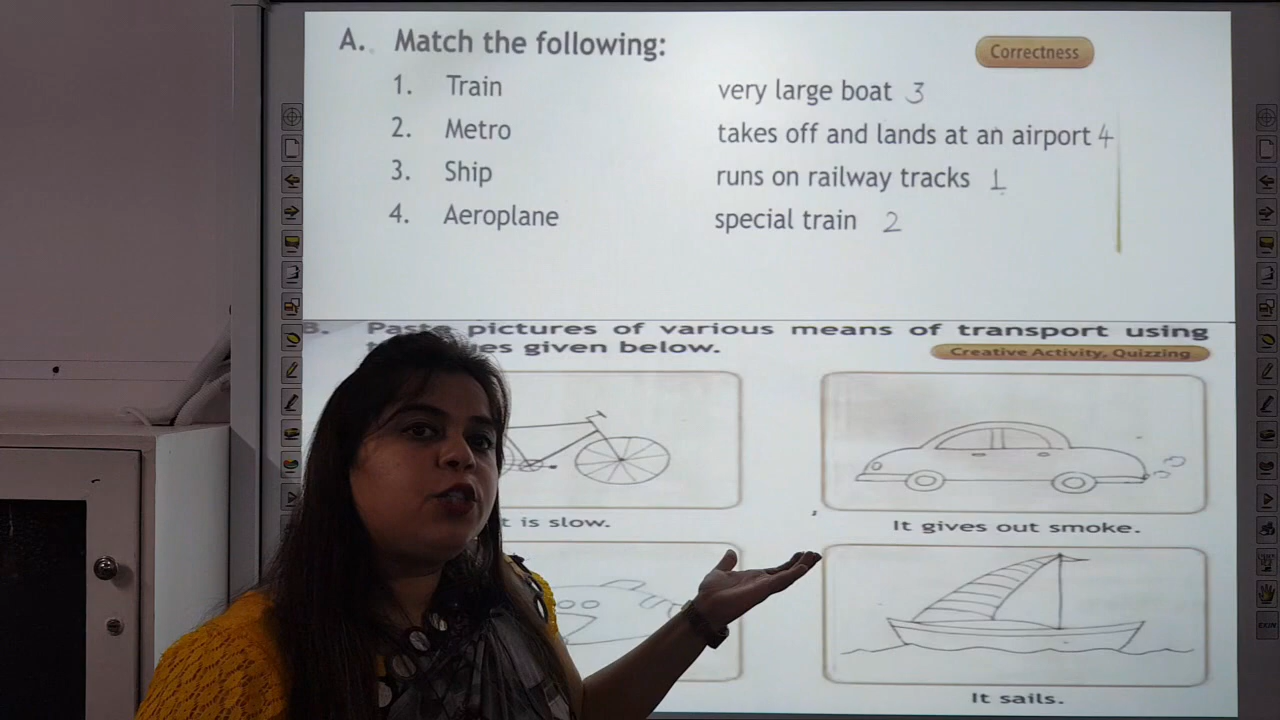 A. Match the following:
Correctness
1. Train very large boat 3
2. Metro takes off and lands at an airport 4
3. Ship runs on railway tracks 1
4. Aeroplane special train 2
B. Paste pictures of various means of transport using
given below.
Creative Activity, Quizzing
is slow.
It gives out smoke.
It sails.